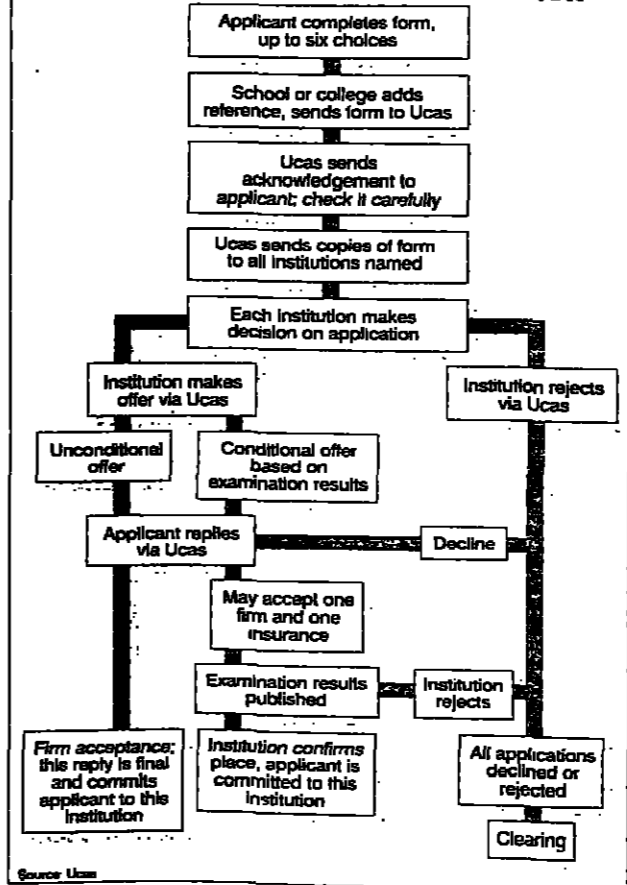 Applicant completes form,
up to six choices
School or college adds
reference, sends form to Ucas
Ucas sends
acknowledgement to
applicant; check it carefully
Ucas sends copies of form
to all institutions named
Each institution makes
decision on application
Institution makes
offer via Ucas
Institution rejects
via Ucas
Unconditional
offer
Conditional offer
based on
examination results
Applicant replies
via Ucas
Decline
May accept one
firm and one
insurance
Examination results
published
Institution
rejects
Firm acceptance;
this reply is final
and commits
applicant to this
institution
Institution confirms
place, applicant is
committed to this
institution
All applications
declined or
rejected
Clearing
Source Ucas